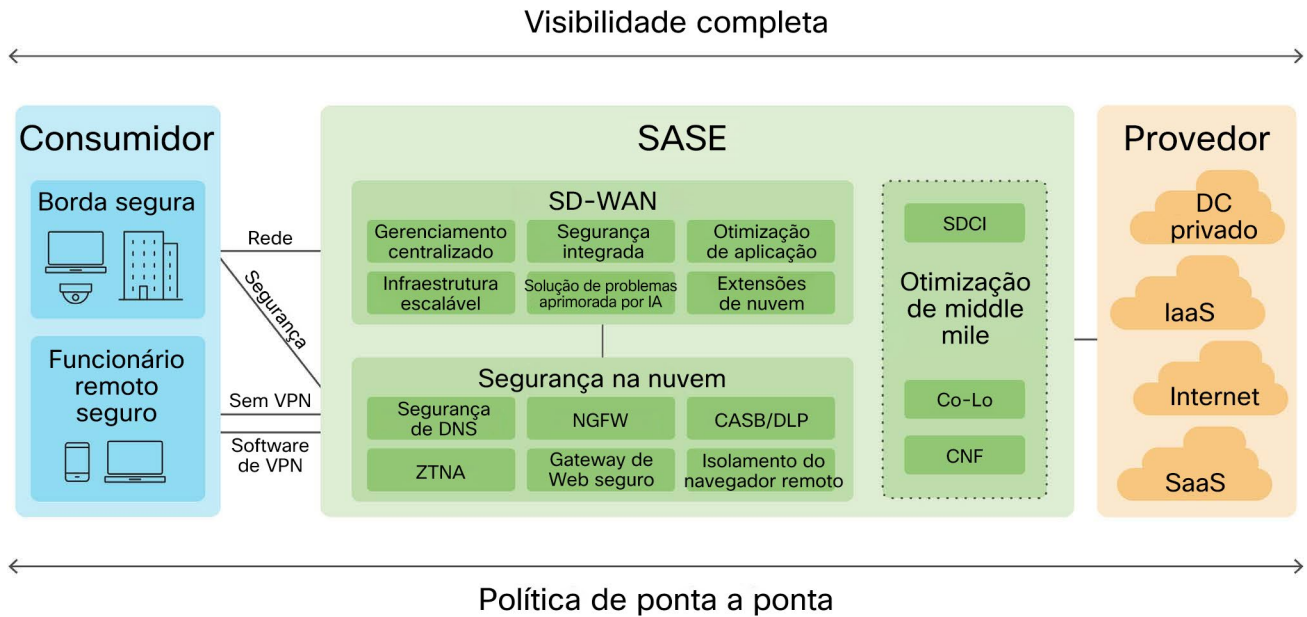 Visibilidade completa
Consumidor
Borda segura
Funcionário
remoto
seguro
Rede
Segurança
Sem VPN
Software
de VPN
SASE
SD-WAN
Gerenciamento
centralizado
Segurança
integrada
Otimização
de aplicação
Infraestrutura
escalável
Solução de problemas
aprimorada por IA
Extensões
de nuvem
Segurança na nuvem
Segurança
de DNS
NGFW
CASB/DLP
ZTNA
Gateway de
Web seguro
Isolamento do
navegador remoto
SDCI
Otimização
de middle
mile
Co-Lo
CNF
Provedor
DC
privado
IaaS
Internet
SaaS
Política de ponta a ponta